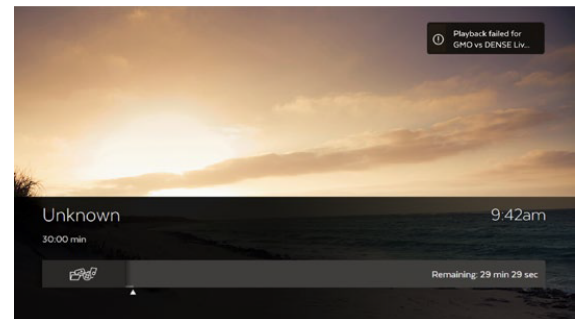 Playback failed for
GMO vs DENSE Liv...
Unknown
9:42am
30:00 min
Remaining: 29 min 29 sec